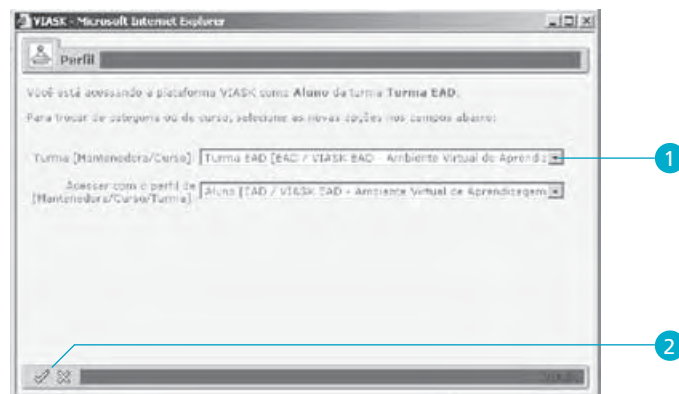 VIASK - Microsoft Internet Explorer
Perfil
Você está acessando a plataforma VIASK como Aluno da turma Turma EAD.
Para trocar de categoria ou de curso, selecione as novas opções nos campos abaixo:
Turma [Mantenedora/Curso] Turma EAD [EAD / VIASK EAD - Ambiente Virtual de Aprendiz
1
Acessar com o perfil de
[Mantenedora/Curso/Turma] Aluno [EAD / VIASK EAD - Ambiente Virtual de Aprendizagem
2